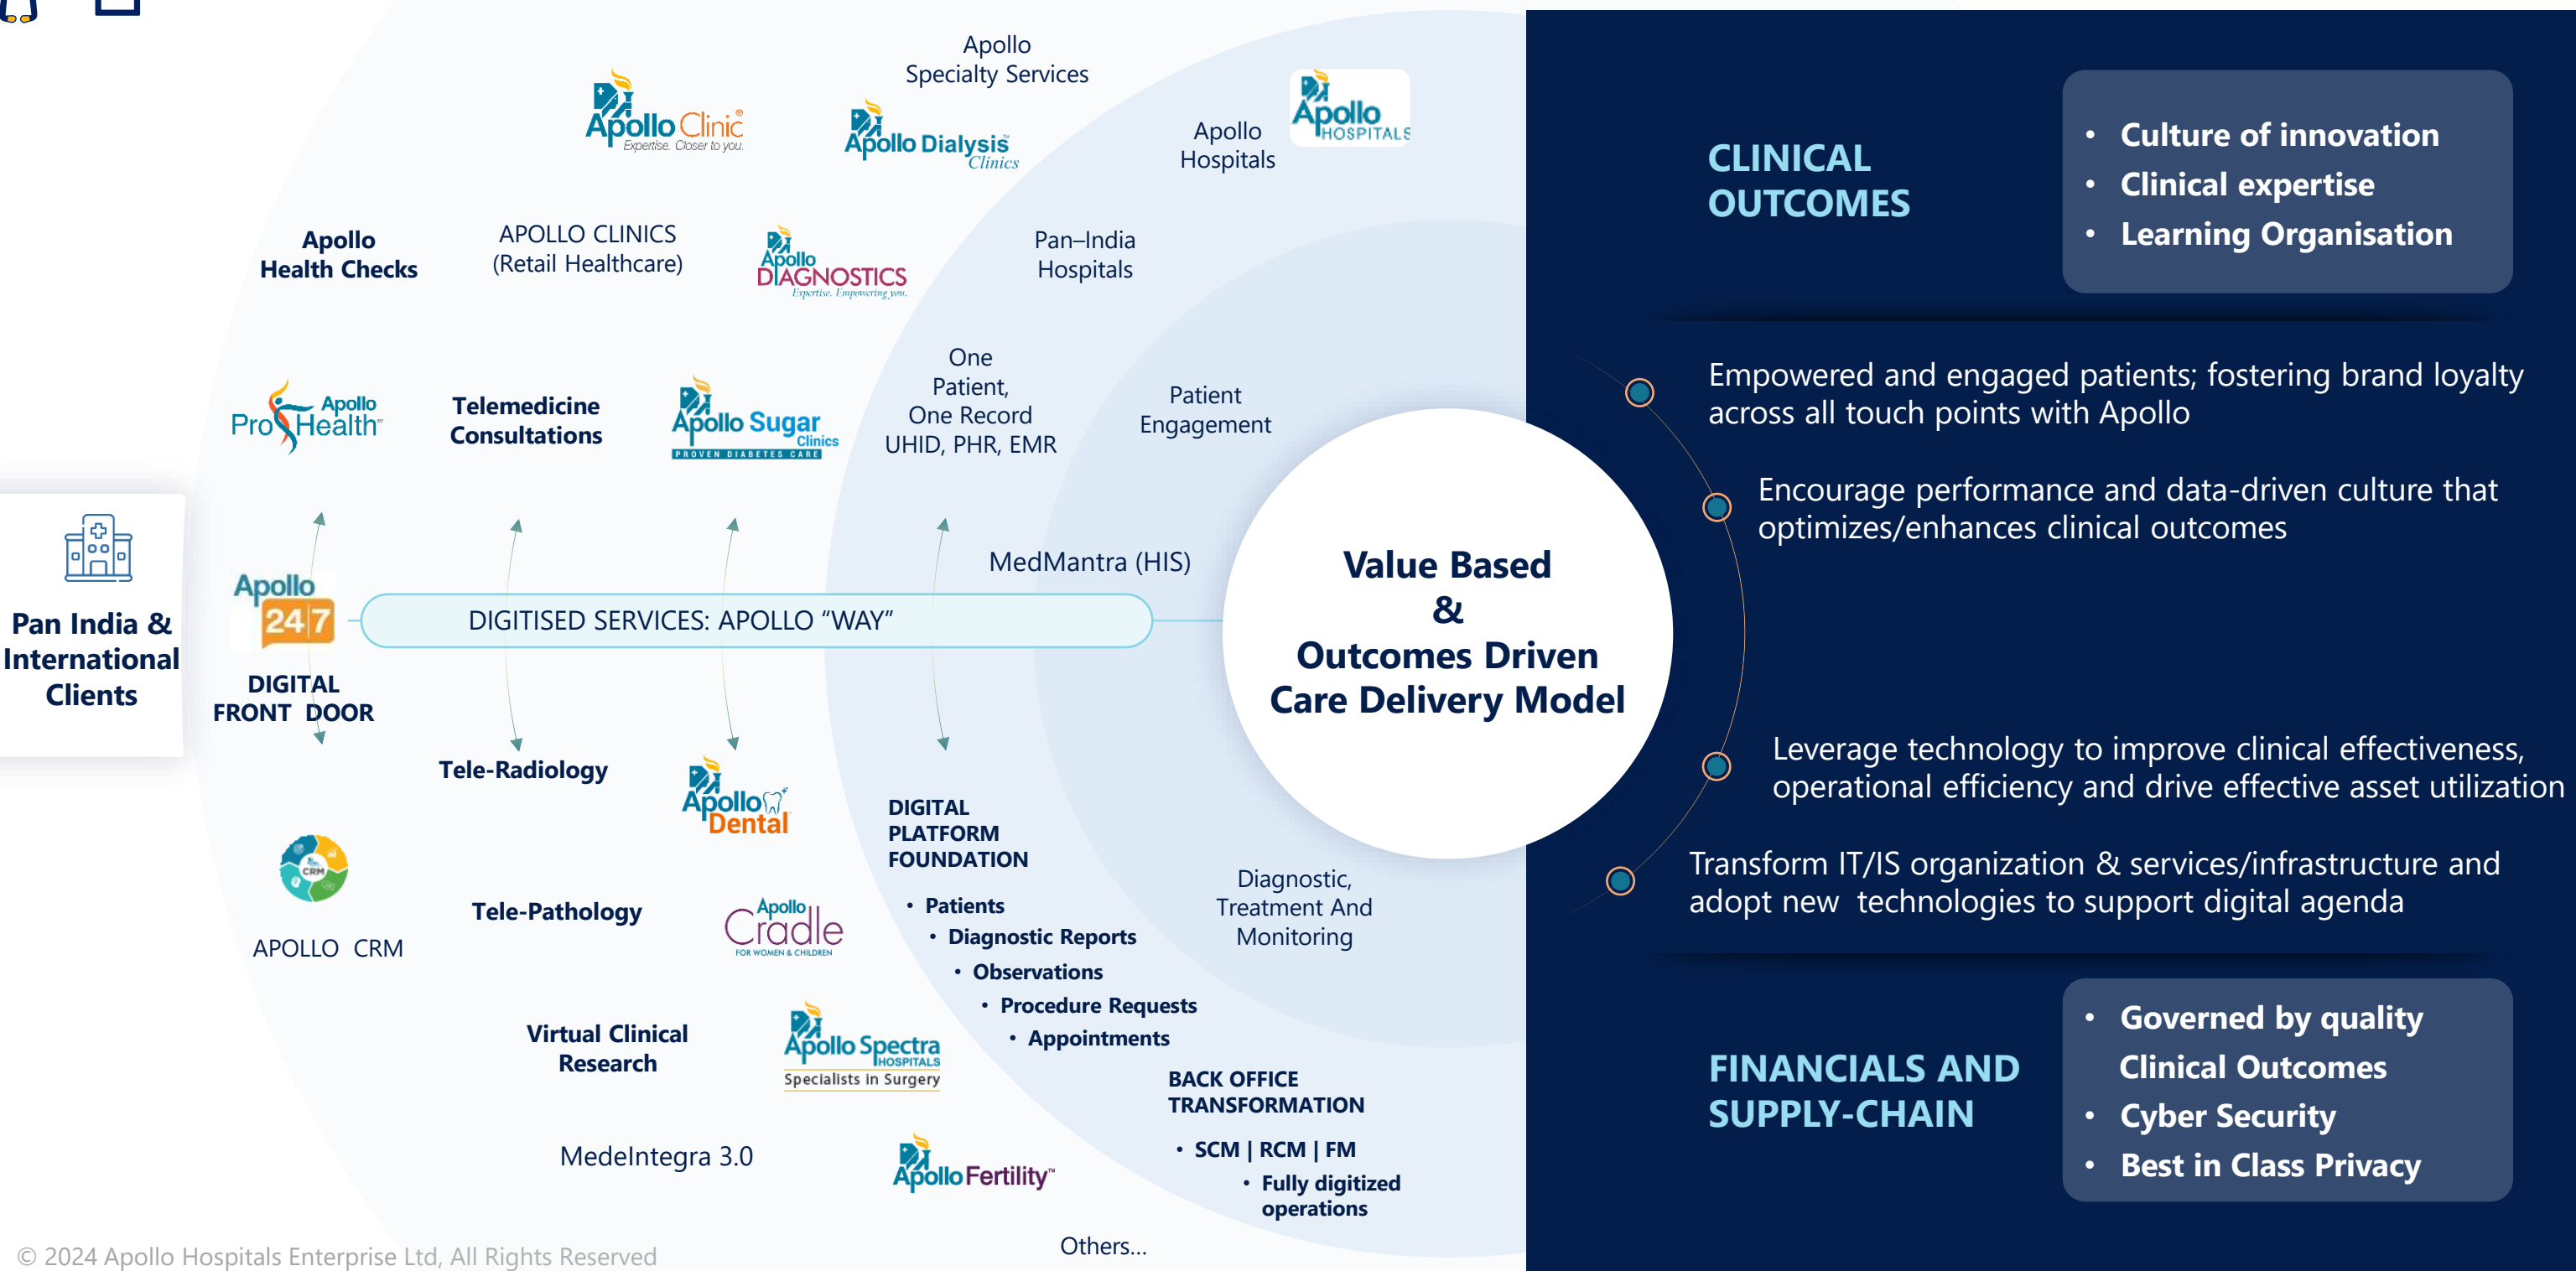 Apollo
Specialty Services
Apollo Clinic®
Expertise. Closer to you.
Apollo Dialysis™
Clinics
Apollo
Hospitals
Apollo
HOSPITALS
Apollo
Health Checks
APOLLO CLINICS
(Retail Healthcare)
Apollo
DIAGNOSTICS
Expertise. Empowering you.
Pan–India
Hospitals
Apollo
ProHealth
Telemedicine
Consultations
Apollo Sugar
Clinics
PROVEN DIABETES CARE
One
Patient,
One Record
UHID, PHR, EMR
Patient
Engagement
Pan India &
International
Clients
Apollo
24|7
DIGITAL
FRONT DOOR
MedMantra (HIS)
DIGITISED SERVICES: APOLLO “WAY”
Value Based
&
Outcomes Driven
Care Delivery Model
Tele-Radiology
Apollo
Dental
CRM
APOLLO CRM
Tele-Pathology
Apollo
Cradle
FOR WOMEN & CHILDREN
Virtual Clinical
Research
Apollo Spectra
HOSPITALS
Specialists in Surgery
MedeIntegra 3.0
Apollo Fertility™
Others...
DIGITAL
PLATFORM
FOUNDATION
• Patients
• Diagnostic Reports
• Observations
• Procedure Requests
• Appointments
Diagnostic,
Treatment And
Monitoring
BACK OFFICE
TRANSFORMATION
• SCM | RCM | FM
• Fully digitized
operations
CLINICAL
OUTCOMES
• Culture of innovation
• Clinical expertise
• Learning Organisation
Empowered and engaged patients; fostering brand loyalty
across all touch points with Apollo
Encourage performance and data-driven culture that
optimizes/enhances clinical outcomes
Leverage technology to improve clinical effectiveness,
operational efficiency and drive effective asset utilization
Transform IT/IS organization & services/infrastructure and
adopt new technologies to support digital agenda
FINANCIALS AND
SUPPLY-CHAIN
• Governed by quality
Clinical Outcomes
• Cyber Security
• Best in Class Privacy
© 2024 Apollo Hospitals Enterprise Ltd, All Rights Reserved